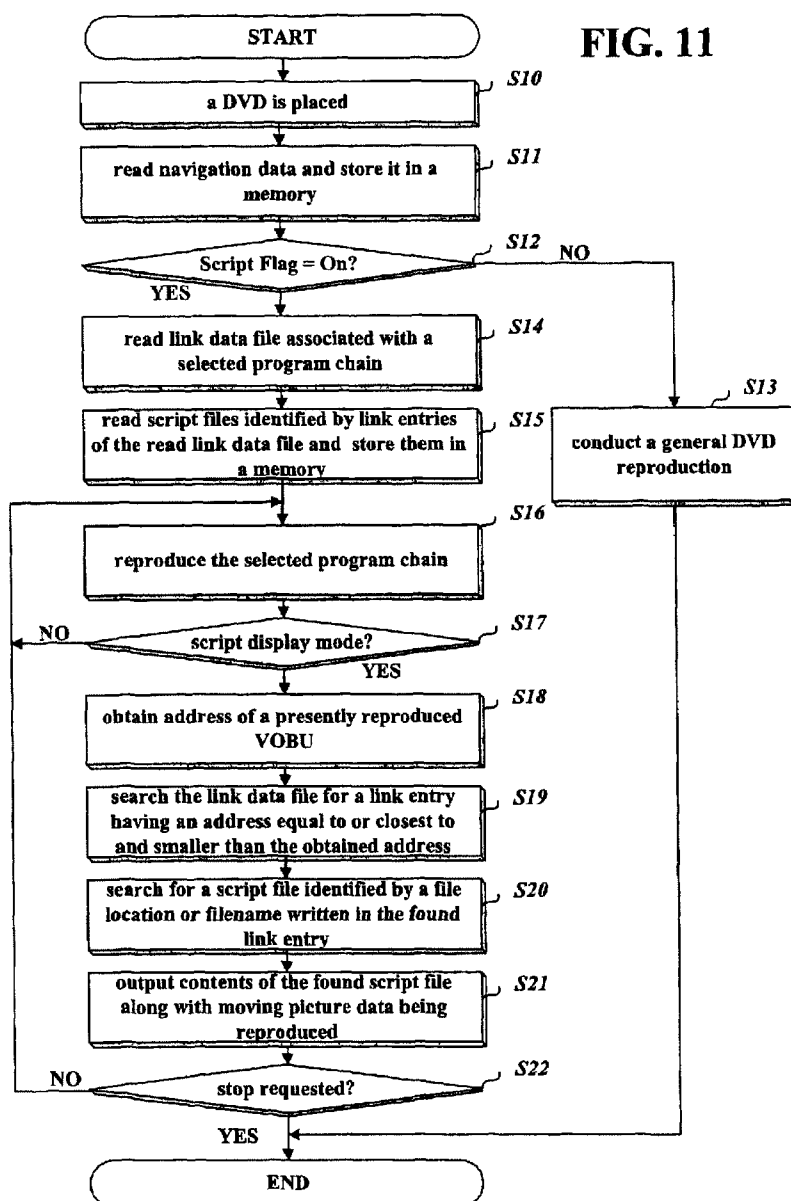 START
FIG. 11
S10
a DVD is placed
S11
read navigation data and store it in a
memory
S12
Script Flag = On?
NO
YES
S14
read link data file associated with a
selected program chain
S13
conduct a general DVD
reproduction
S15
read script files identified by link entries
of the read link data file and store them in
a memory
S16
reproduce the selected program chain
S17
NO
script display mode?
YES
S18
obtain address of a presently reproduced
VOBU
S19
search the link data file for a link entry
having an address equal to or closest to
and smaller than the obtained address
S20
search for a script file identified by a file
location or filename written in the found
link entry
S21
output contents of the found script file
along with moving picture data being
reproduced
S22
NO
stop requested?
YES
END